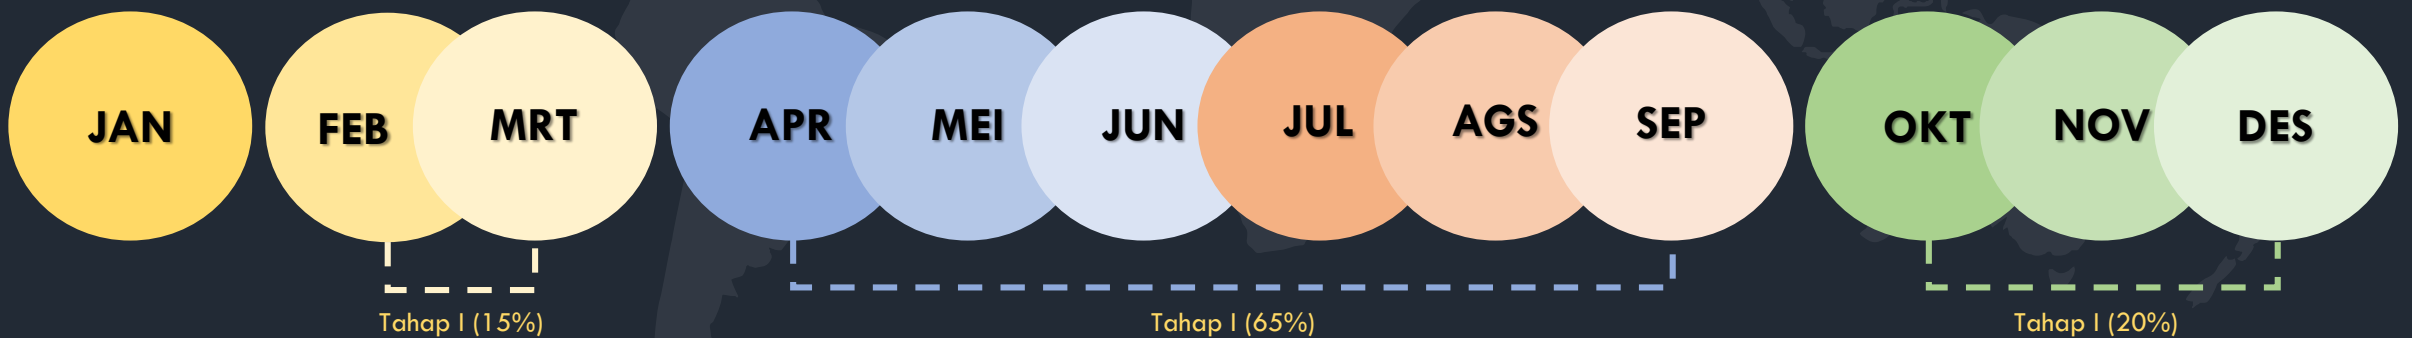 JAN FEB MRT APR MEI JUN JUL AGS SEP OKT NOV DES
Tahap I (15%) Tahap I (65%) Tahap I (20%)